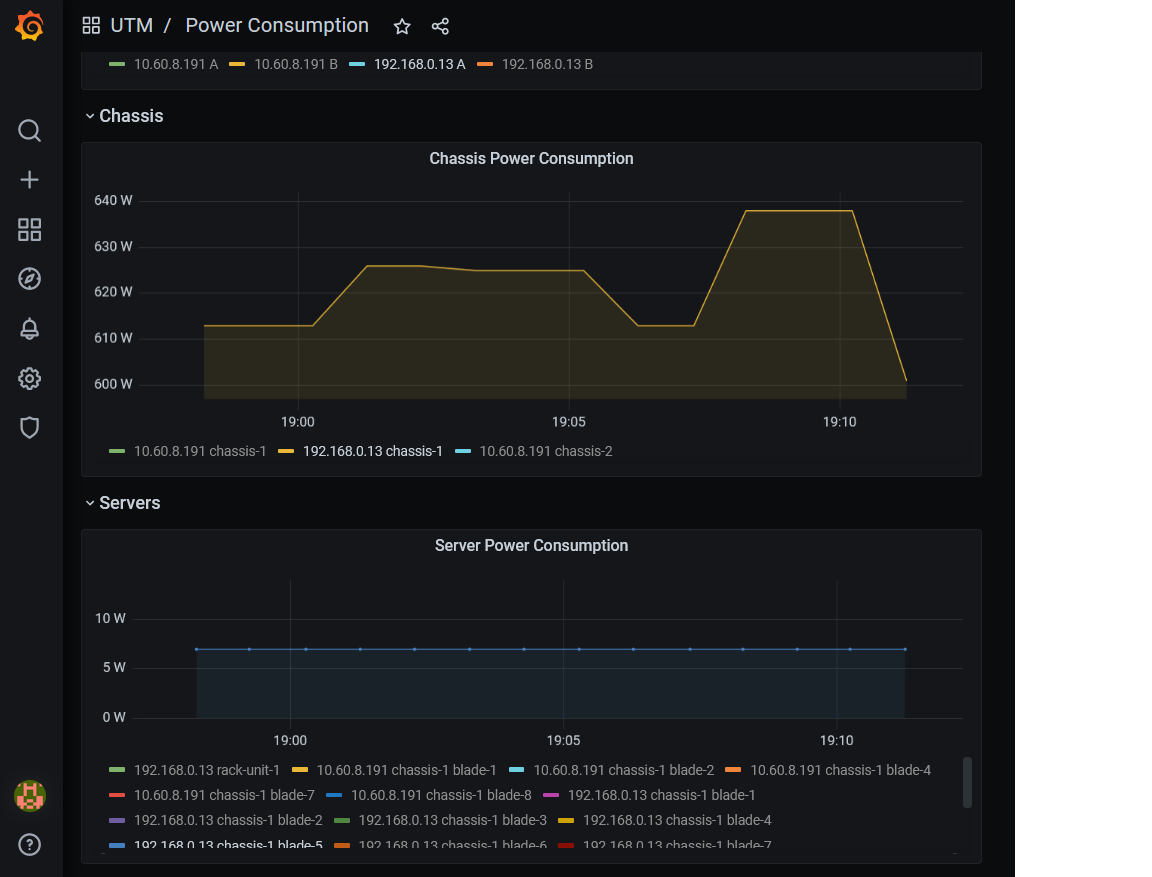 UTM / Power Consumption
10.60.8.191 A 10.60.8.191 B 192.168.0.13 A 192.168.0.13 B
Chassis
Chassis Power Consumption
640 W
630 W
620 W
610 W
600 W
19:00 19:05 19:10
10.60.8.191 chassis-1 192.168.0.13 chassis-1 10.60.8.191 chassis-2
Servers
Server Power Consumption
10 W
5 W
0 W
19:00 19:05 19:10
192.168.0.13 rack-unit-1 10.60.8.191 chassis-1 blade-1 10.60.8.191 chassis-1 blade-2 10.60.8.191 chassis-1 blade-4
10.60.8.191 chassis-1 blade-7 10.60.8.191 chassis-1 blade-8 192.168.0.13 chassis-1 blade-1
192.168.0.13 chassis-1 blade-2 192.168.0.13 chassis-1 blade-3 192.168.0.13 chassis-1 blade-4
192.168.0.13 chassis-1 blade-5 192.168.0.13 chassis-1 blade-6 192.168.0.13 chassis-1 blade-7